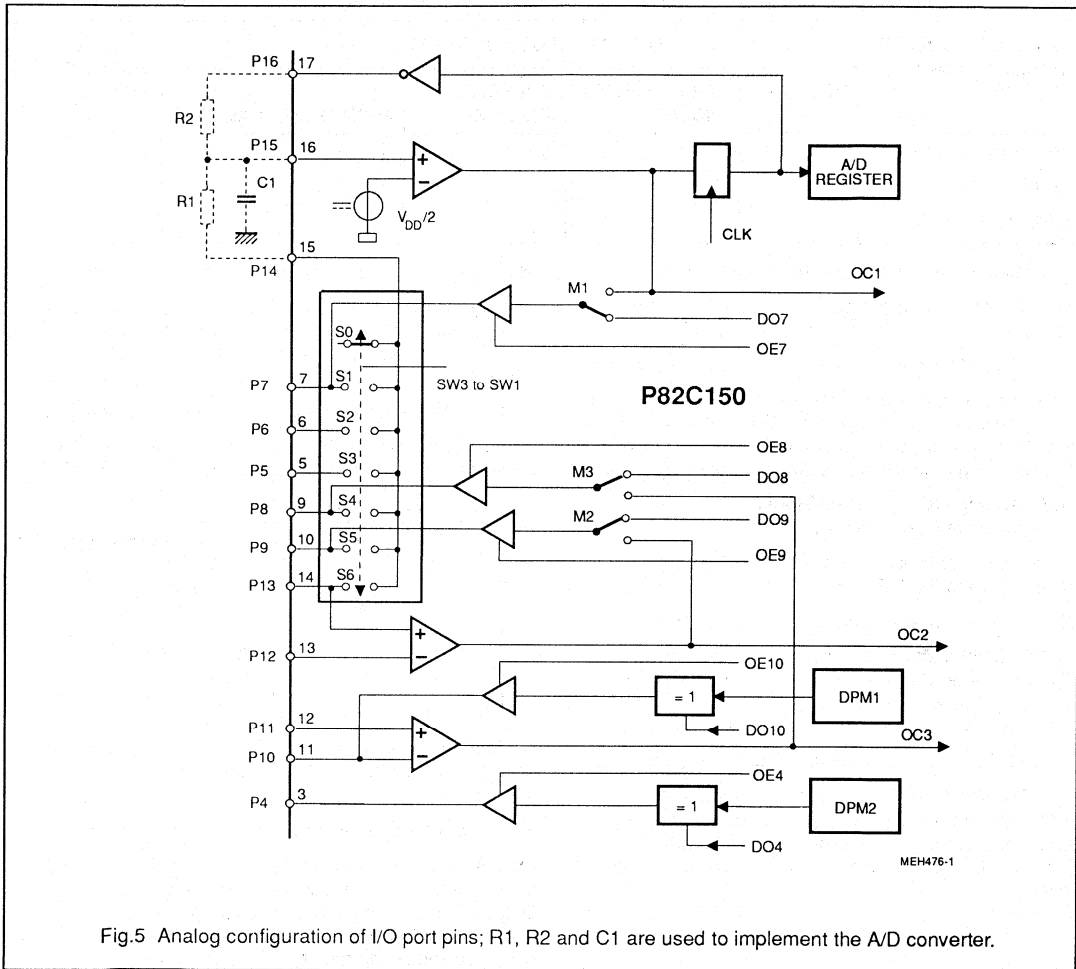 P16 17
R2
P15 16
+
−
C1
R1
V_DD/2
A/D
REGISTER
CLK
15
P14
OC1
M1
DO7
OE7
S0
P7 7 S1
SW3 to SW1
P82C150
P6 6 S2
P5 5 S3
OE8
M3 DO8
P8 9 S4
M2 DO9
P9 10 S5
OE9
P13 14 S6
+
−
OC2
P12 13
OE10
= 1
DPM1
DO10
P11 12
+
−
OC3
P10 11
OE4
P4 3
= 1
DPM2
DO4
MEH476-1
Fig.5 Analog configuration of I/O port pins; R1, R2 and C1 are used to implement the A/D converter.